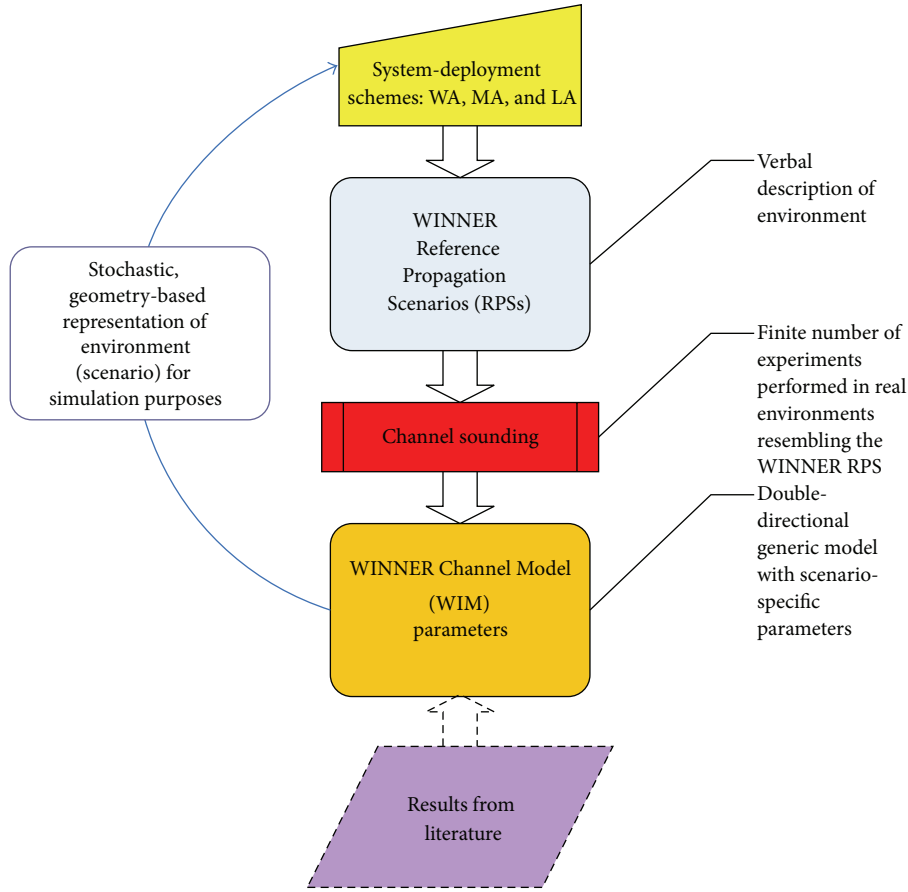 System-deployment
schemes: WA, MA, and LA
WINNER
Reference
Propagation
Scenarios (RPSs)
Verbal
description of
environment
Stochastic,
geometry-based
representation of
environment
(scenario) for
simulation purposes
Channel sounding
Finite number of
experiments
performed in real
environments
resembling the
WINNER RPS
WINNER Channel Model
(WIM)
parameters
Double-
directional
generic model
with scenario-
specific
parameters
Results from
literature